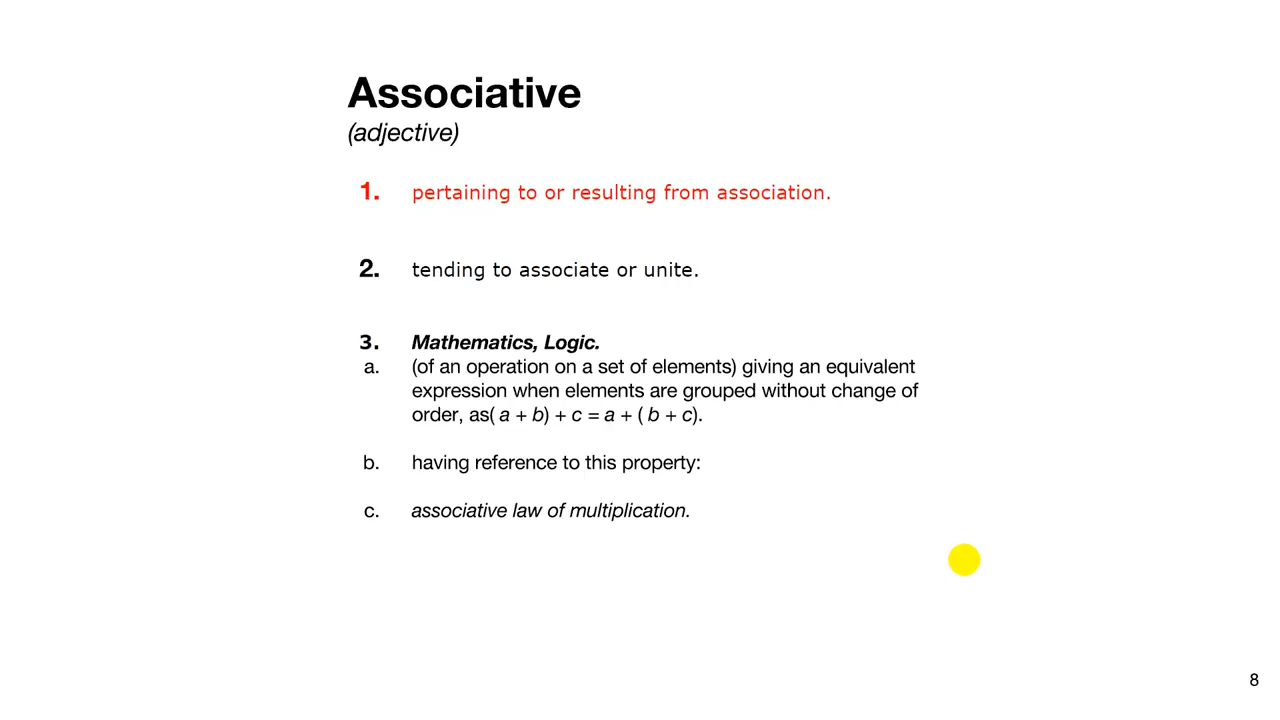 Associative
(adjective)
1. pertaining to or resulting from association.
2. tending to associate or unite.
3. Mathematics, Logic.
a. (of an operation on a set of elements) giving an equivalent
expression when elements are grouped without change of
order, as( a + b) + c = a + ( b + c).
b. having reference to this property:
c. associative law of multiplication.
8